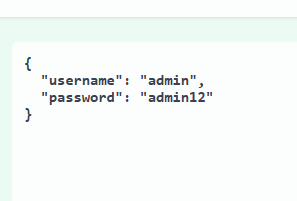 {
  "username": "admin",
  "password": "admin12"
}